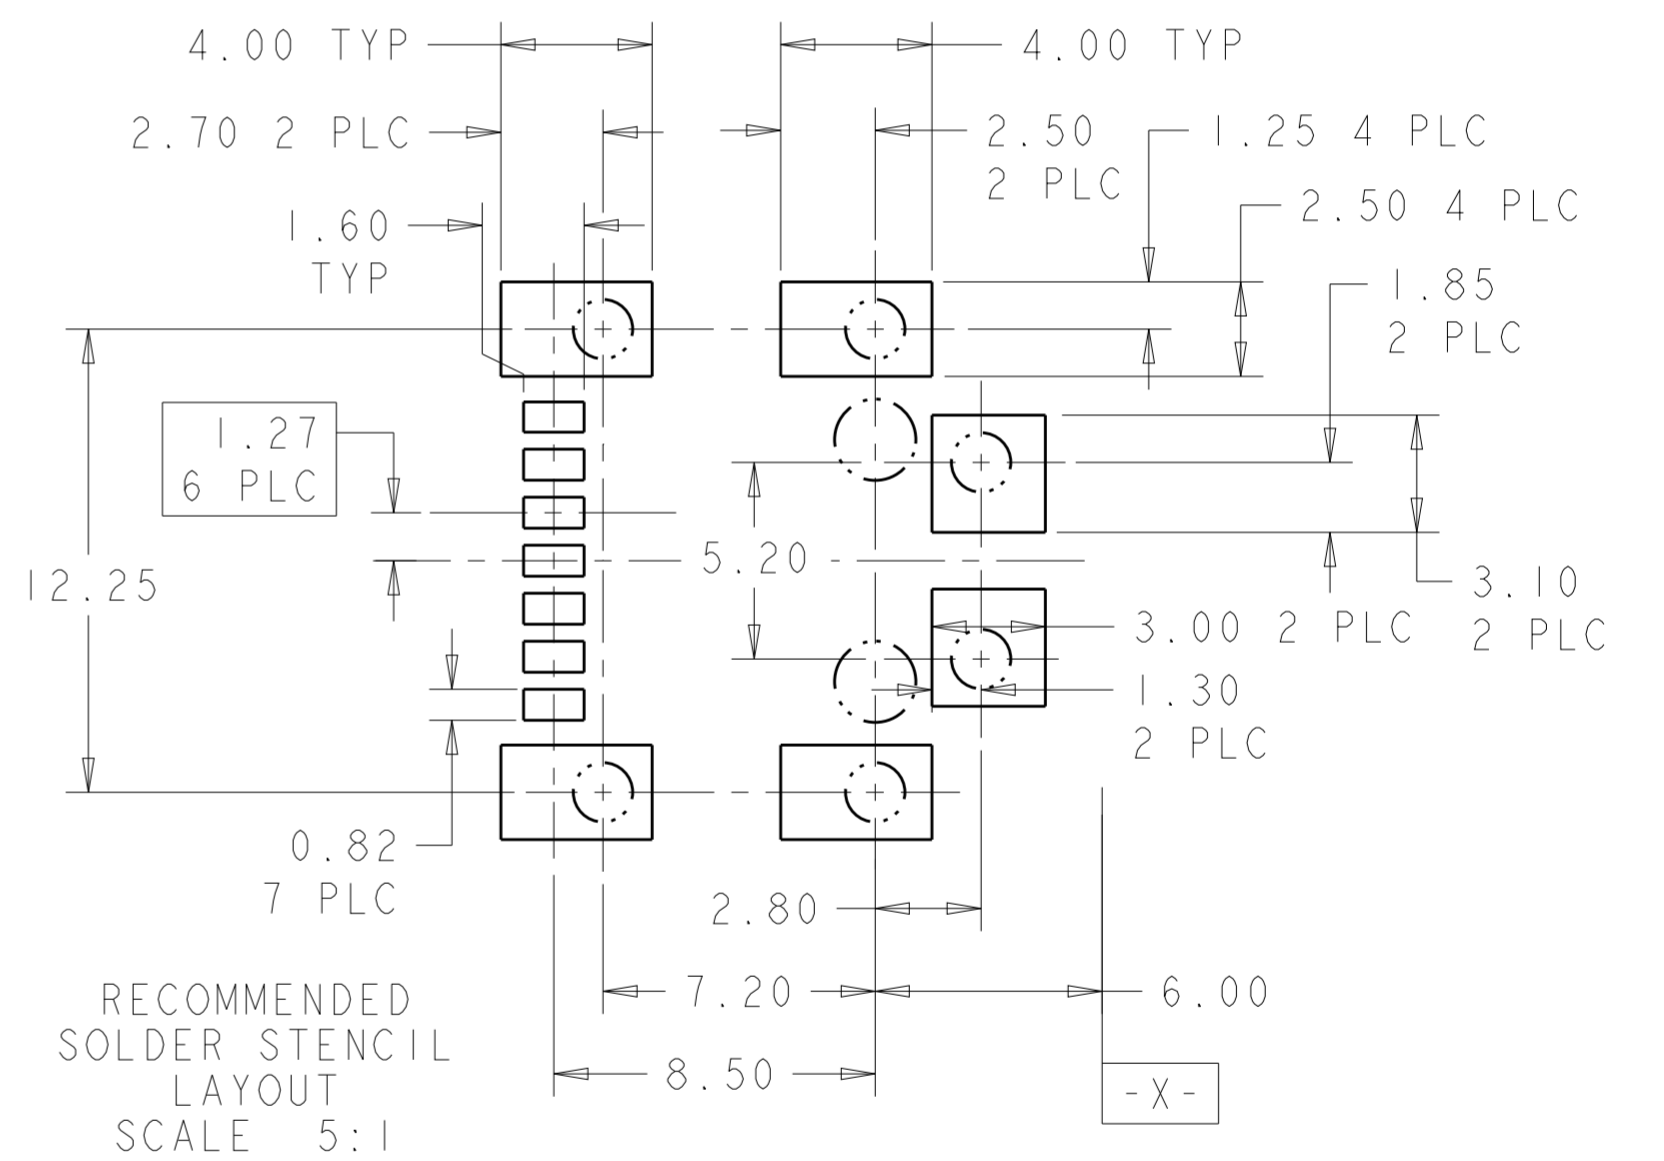 4.00 TYP
4.00 TYP
2.70 2 PLC
2.50
2 PLC
1.25 4 PLC
2.50 4 PLC
1.60
TYP
1.85
2 PLC
1.27
6 PLC
5.20
12.25
3.10
2 PLC
3.00 2 PLC
1.30
2 PLC
0.82
7 PLC
2.80
7.20
6.00
8.50
-X-
RECOMMENDED
SOLDER STENCIL
LAYOUT
SCALE 5:1